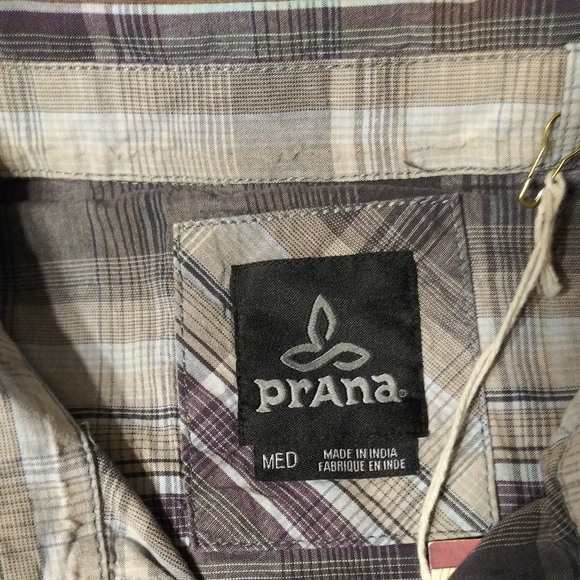 prAna®
MED
MADE IN INDIA
FABRIQUE EN INDE